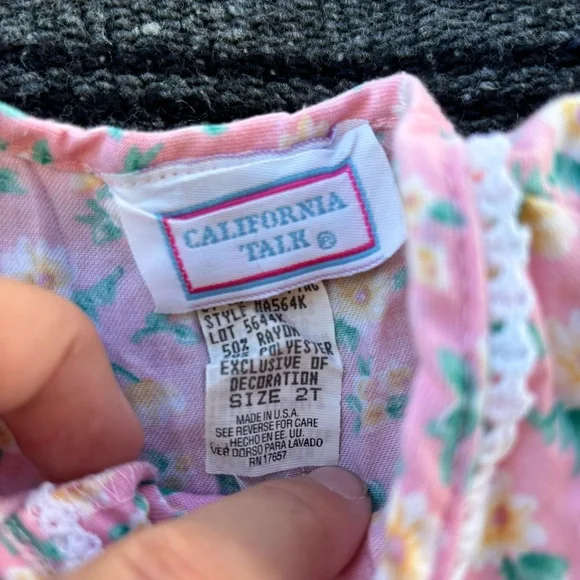 CALIFORNIA
TALK ®
STYLE MA564K
LOT 5644K
50% RAYON
POLYESTER
EXCLUSIVE OF
DECORATION
SIZE 2T
MADE IN U.S.A.
SEE REVERSE FOR CARE
HECHO EN EE. UU.
VER DORSO PARA LAVADO
RN 17657